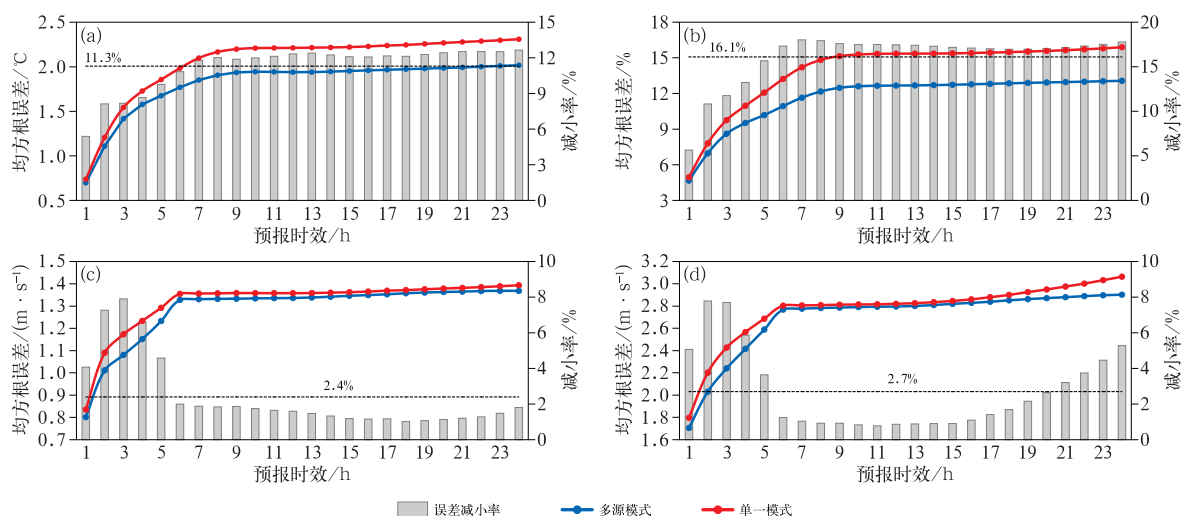 (a)
均方根误差/℃
2.5
2.0
1.5
1.0
0.5
11.3%
15
12
9
6
3
0
减小率/%
1 3 5 7 9 11 13 15 17 19 21 23
预报时效/h
(b)
均方根误差/%
18
15
12
9
6
3
16.1%
20
15
10
5
0
减小率/%
1 3 5 7 9 11 13 15 17 19 21 23
预报时效/h
(c)
均方根误差/(m · s⁻¹)
1.5
1.4
1.3
1.2
1.1
1.0
0.9
0.8
0.7
2.4%
10
8
6
4
2
0
减小率/%
1 3 5 7 9 11 13 15 17 19 21 23
预报时效/h
(d)
均方根误差/(m · s⁻¹)
3.2
3.0
2.8
2.6
2.4
2.2
2.0
1.8
1.6
2.7%
10
8
6
4
2
0
减小率/%
1 3 5 7 9 11 13 15 17 19 21 23
预报时效/h
误差减小率 多源模式 单一模式